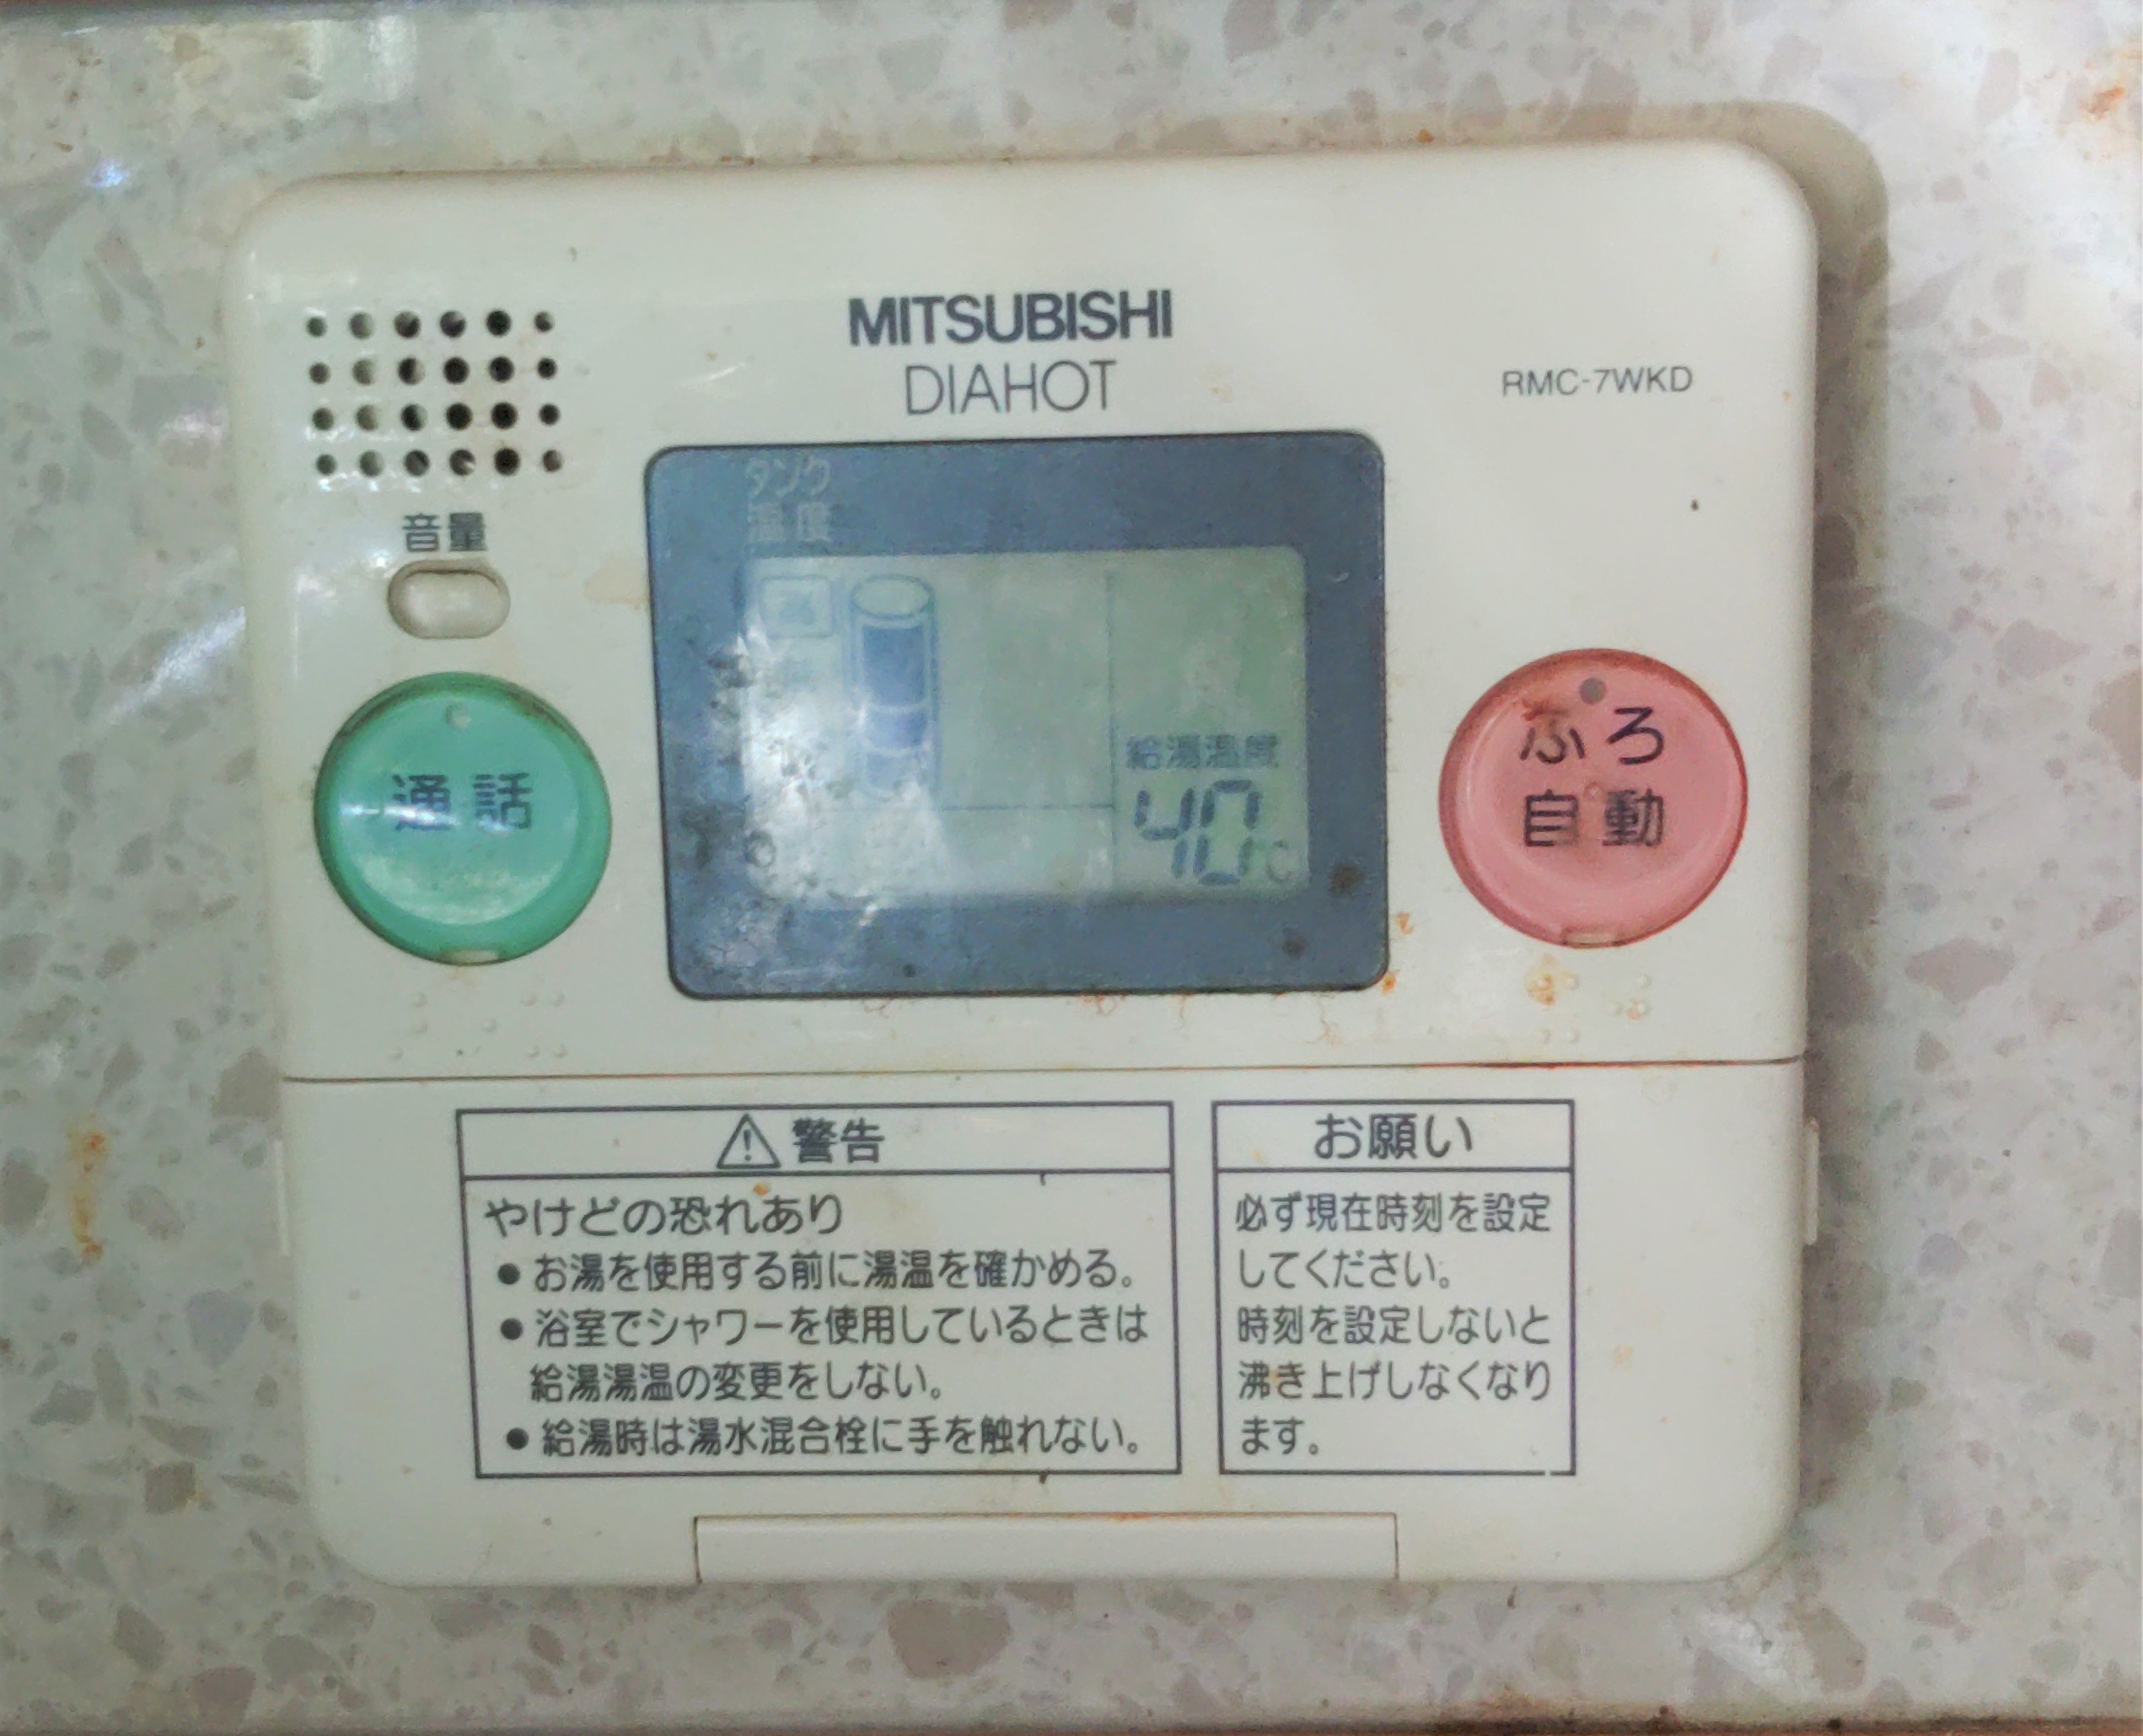 MITSUBISHI
DIAHOT
RMC-7WKD
タンク
温度
音量
通話
給湯温度
40℃
ふろ
自動
警告
やけどの恐れあり
●お湯を使用する前に湯温を確かめる。
●浴室でシャワーを使用しているときは
給湯湯温の変更をしない。
●給湯時は湯水混合栓に手を触れない。
お願い
必ず現在時刻を設定
してください。
時刻を設定しないと
沸き上げしなくなり
ます。